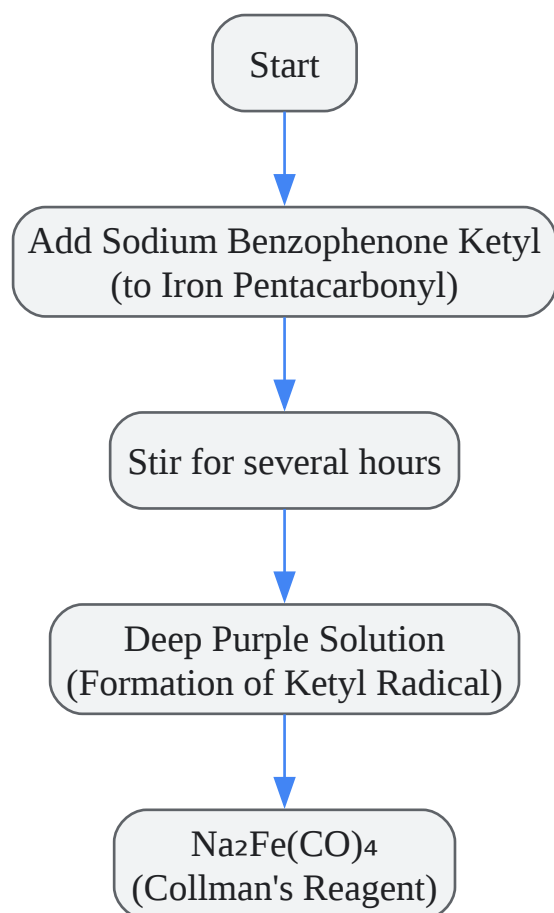 Start
Add Sodium Benzophenone Ketyl
(to Iron Pentacarbonyl)
Stir for several hours
Deep Purple Solution
(Formation of Ketyl Radical)
Na₂Fe(CO)₄
(Collman's Reagent)